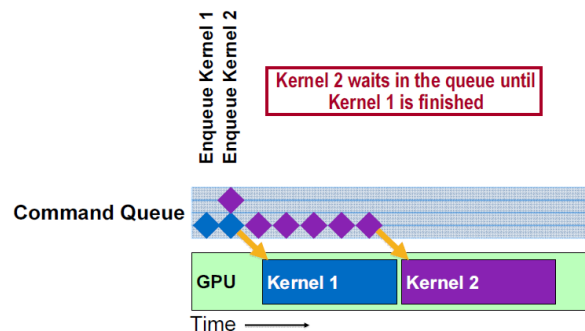 Enqueue Kernel 1
Enqueue Kernel 2
Kernel 2 waits in the queue until
Kernel 1 is finished
Command Queue
GPU
Kernel 1
Kernel 2
Time